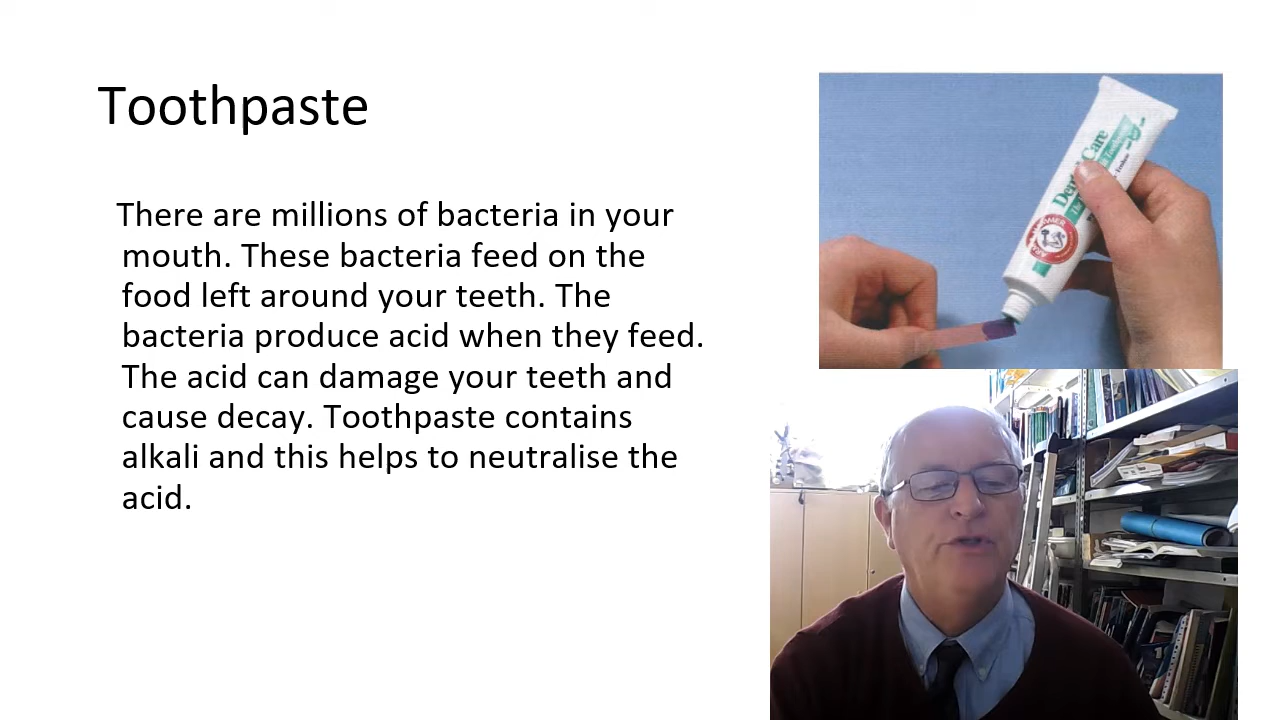 Toothpaste
There are millions of bacteria in your
mouth. These bacteria feed on the
food left around your teeth. The
bacteria produce acid when they feed.
The acid can damage your teeth and
cause decay. Toothpaste contains
alkali and this helps to neutralise the
acid.
Dental Care